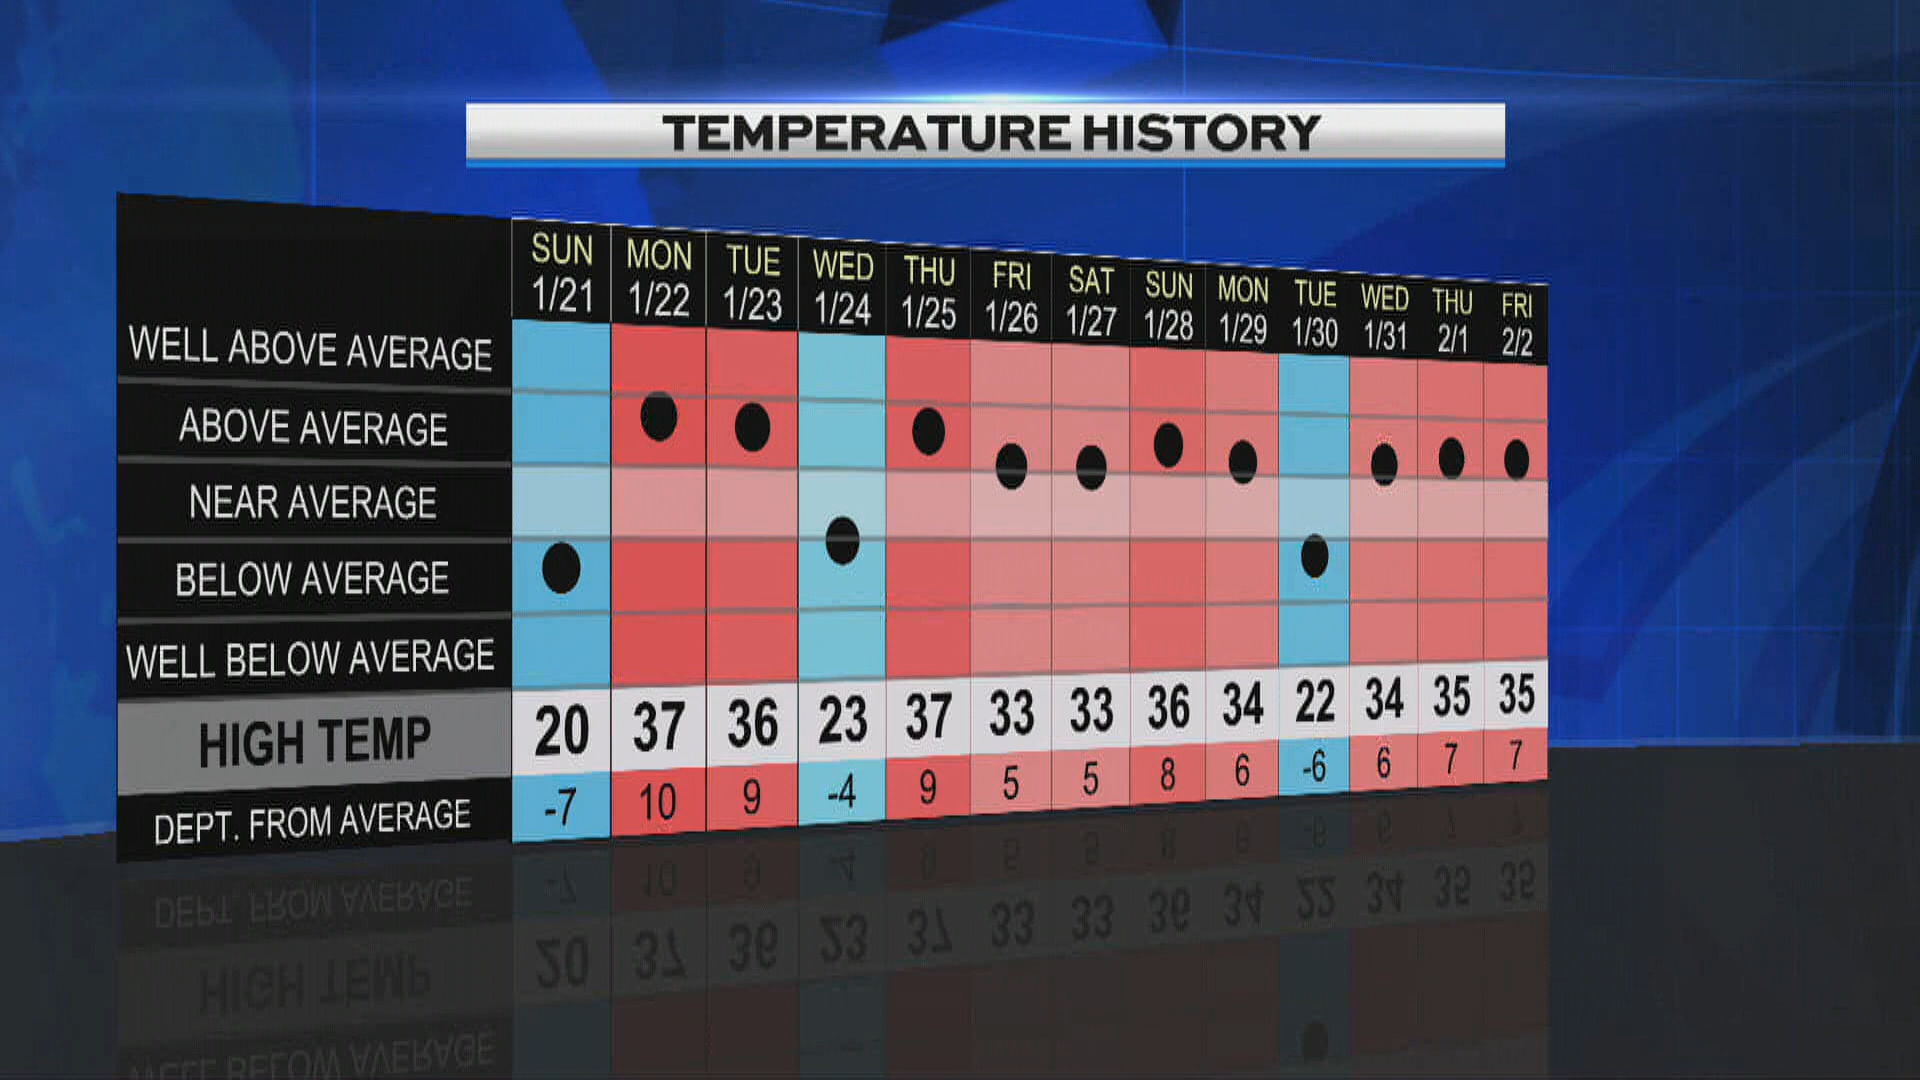 TEMPERATURE HISTORY
SUN MON TUE WED THU FRI SAT SUN MON TUE WED THU FRI
1/21 1/22 1/23 1/24 1/25 1/26 1/27 1/28 1/29 1/30 1/31 2/1 2/2
WELL ABOVE AVERAGE
ABOVE AVERAGE
NEAR AVERAGE
BELOW AVERAGE
WELL BELOW AVERAGE
HIGH TEMP 20 37 36 23 37 33 33 36 34 22 34 35 35
DEPT. FROM AVERAGE -7 10 9 -4 9 5 5 8 6 -6 6 7 7